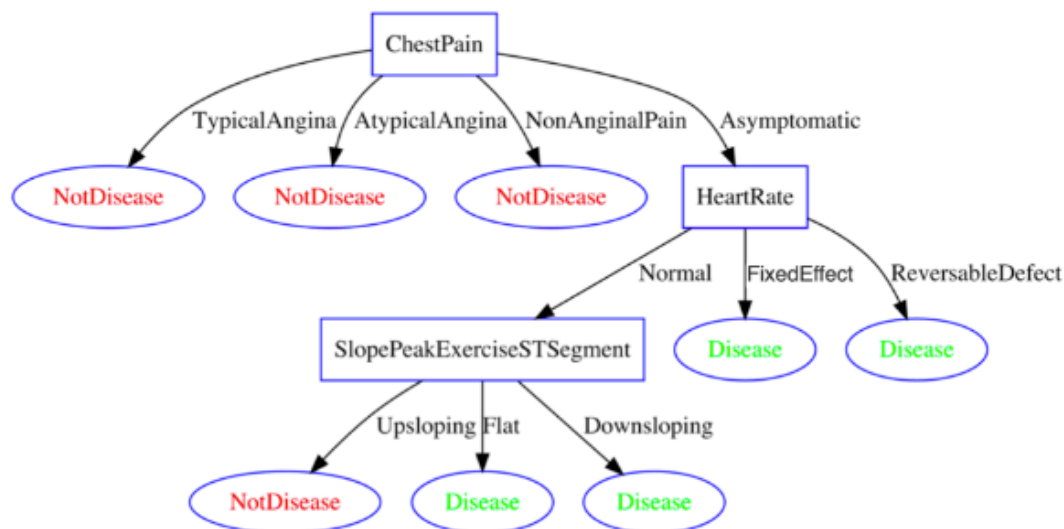 ChestPain
TypicalAngina AtypicalAngina NonAnginalPain Asymptomatic
NotDisease NotDisease NotDisease HeartRate
Normal FixedEffect ReversableDefect
SlopePeakExerciseSTSegment Disease Disease
Upsloping Flat Downsloping
NotDisease Disease Disease